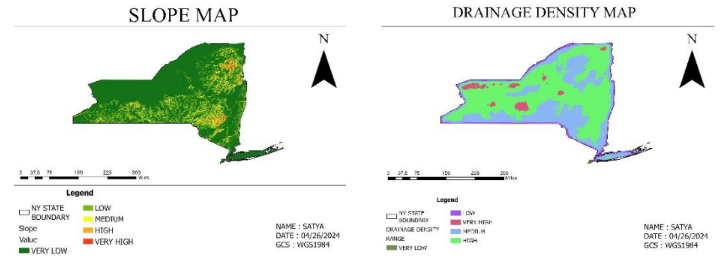 SLOPE MAP
N
Miles
Legend
NY STATE
BOUNDARY
Slope
Value
VERY LOW
LOW
MEDIUM
HIGH
VERY HIGH
NAME : SATYA
DATE : 04/26/2024
GCS : WGS1984
DRAINAGE DENSITY MAP
N
Miles
Legend
NY STATE
BOUNDARY
DRAINAGE DENSITY
RANGE
VERY LOW
LOW
VERY HIGH
MEDIUM
HIGH
NAME : SATYA
DATE : 04/26/2024
GCS : WGS1984